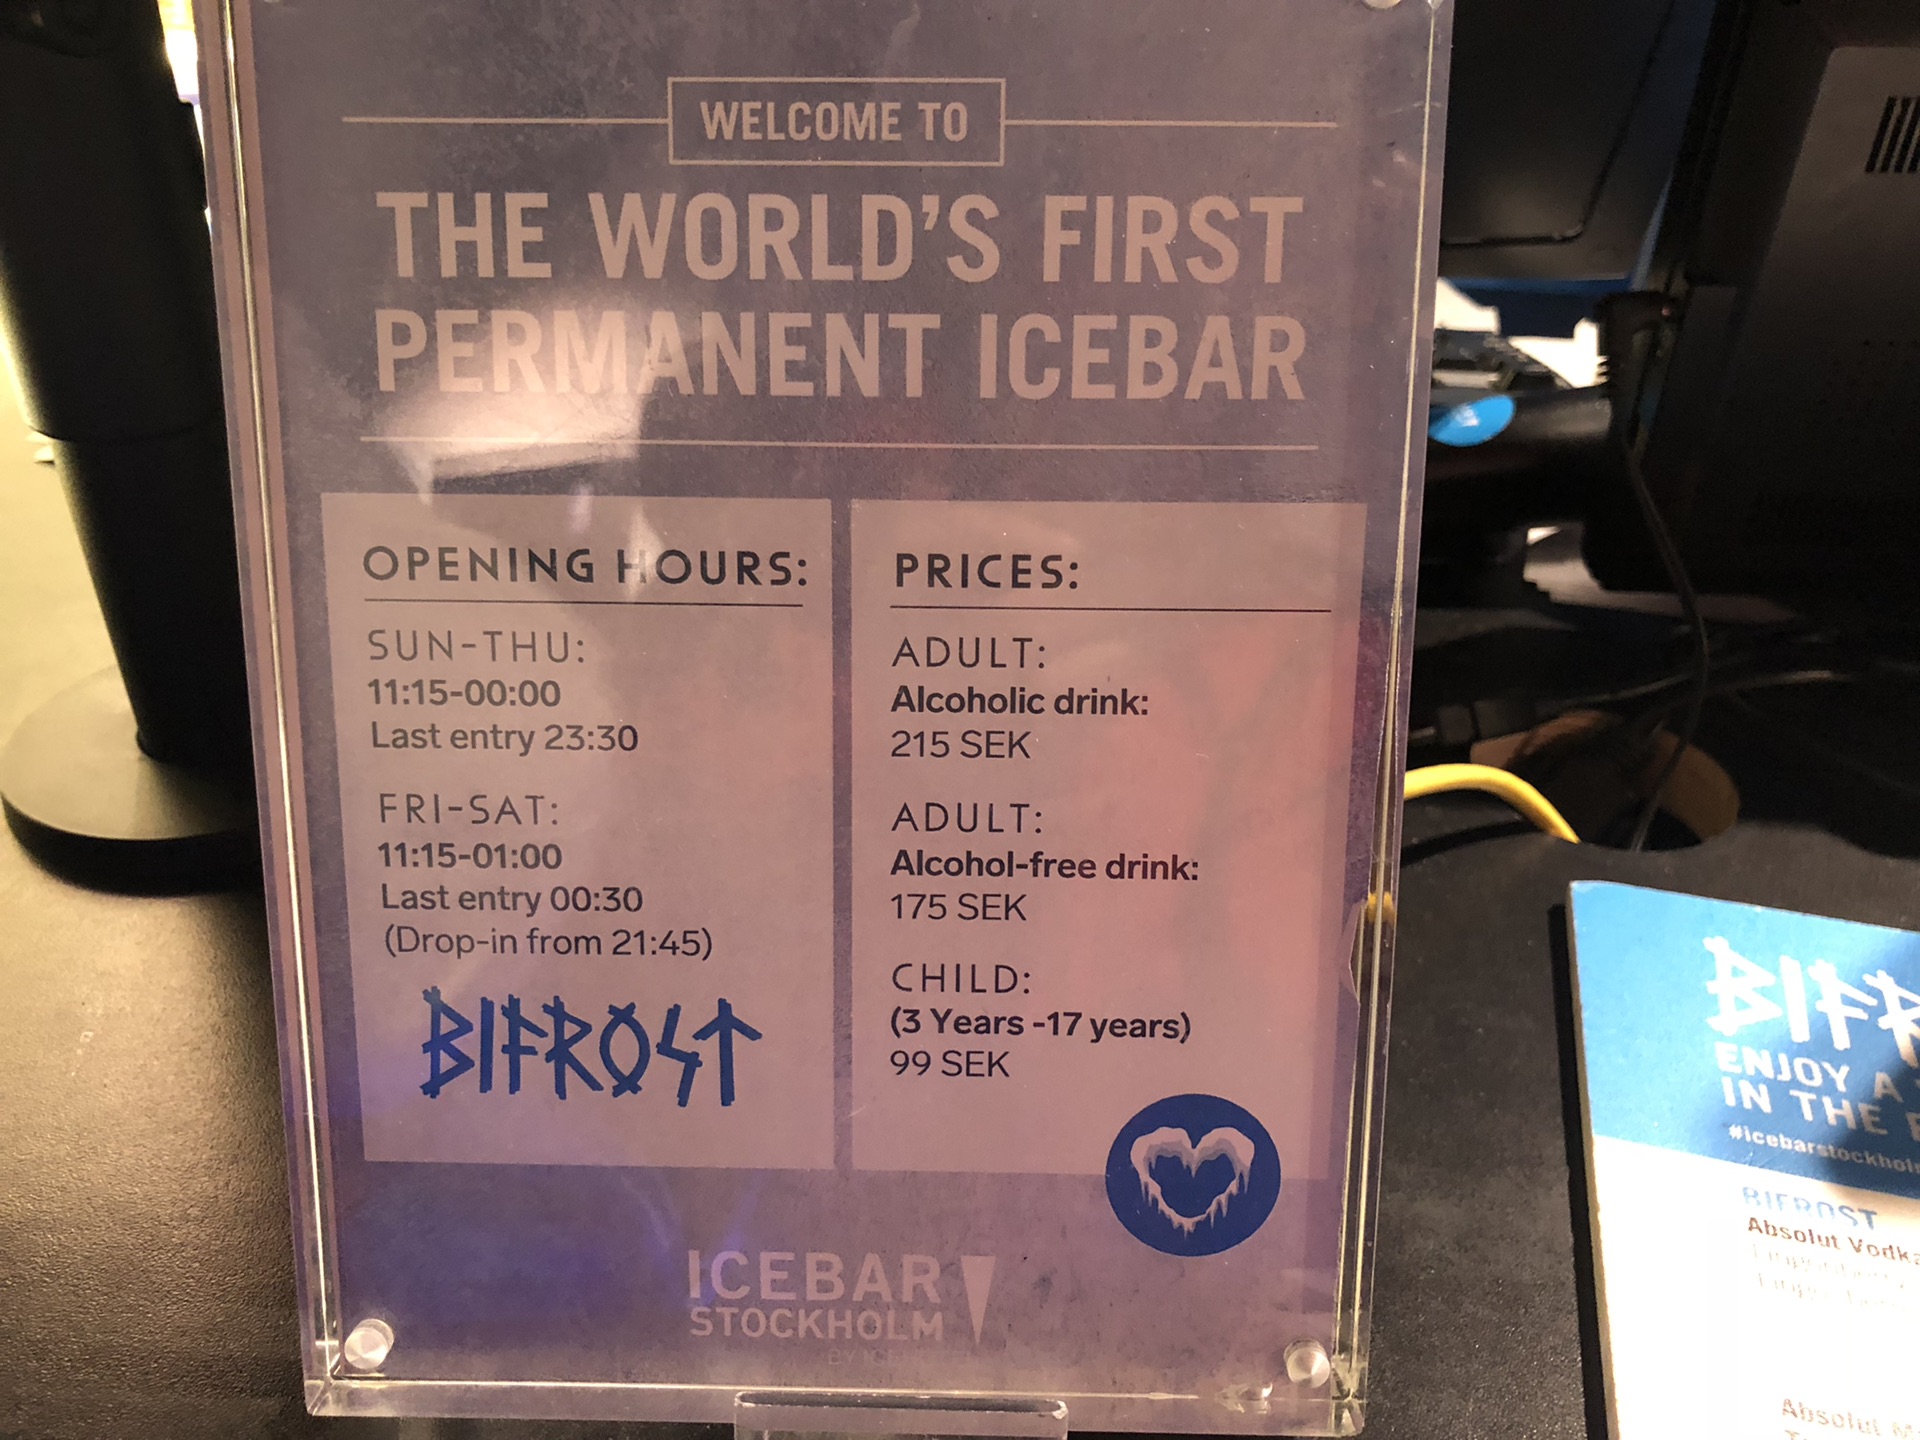 WELCOME TO
THE WORLD'S FIRST
PERMANENT ICEBAR
OPENING HOURS:
SUN-THU:
11:15-00:00
Last entry 23:30
FRI-SAT:
11:15-01:00
Last entry 00:30
(Drop-in from 21:45)
BIFROST
PRICES:
ADULT:
Alcoholic drink:
215 SEK
ADULT:
Alcohol-free drink:
175 SEK
CHILD:
(3 Years -17 years)
99 SEK
ICEBAR
STOCKHOLM
BY
ENJOY A
IN THE
#icebarstockholm
BIFROST
Absolut Vodka
Absolut